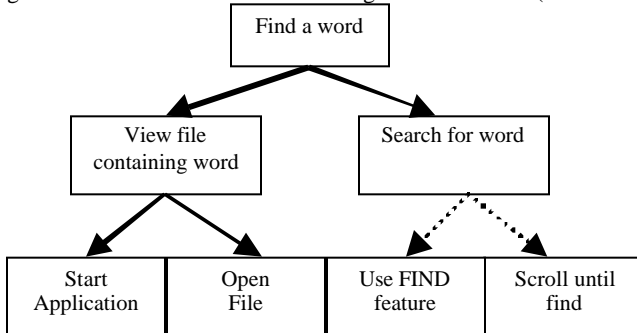 Find a word
View file
containing word
Search for word
Start
Application
Open
File
Use FIND
feature
Scroll until
find